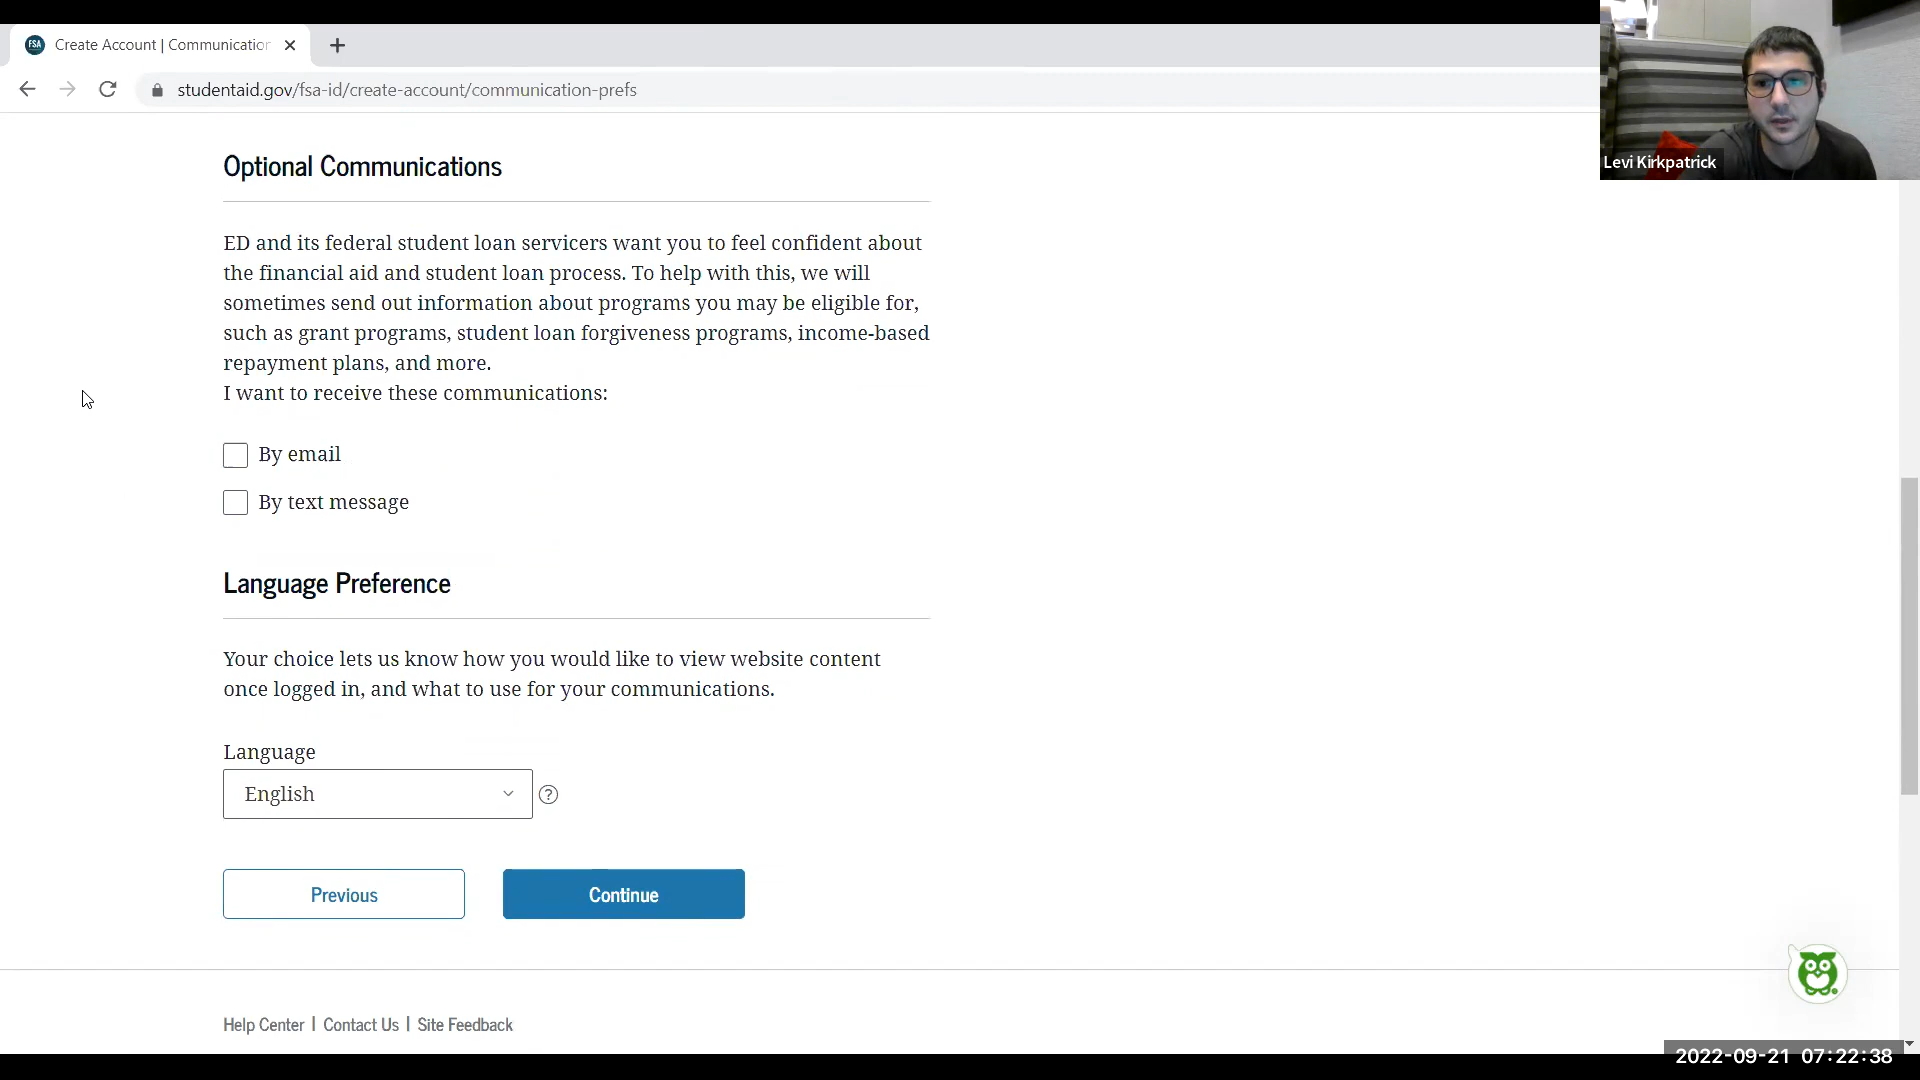 FSA
Create Account | Communication
studentaid.gov/fsa-id/create-account/communication-prefs
Levi Kirkpatrick
Optional Communications
ED and its federal student loan servicers want you to feel confident about
the financial aid and student loan process. To help with this, we will
sometimes send out information about programs you may be eligible for,
such as grant programs, student loan forgiveness programs, income-based
repayment plans, and more.
I want to receive these communications:
By email
By text message
Language Preference
Your choice lets us know how you would like to view website content
once logged in, and what to use for your communications.
Language
English
?
Previous
Continue
Help Center | Contact Us | Site Feedback
2022-09-21 07:22:38